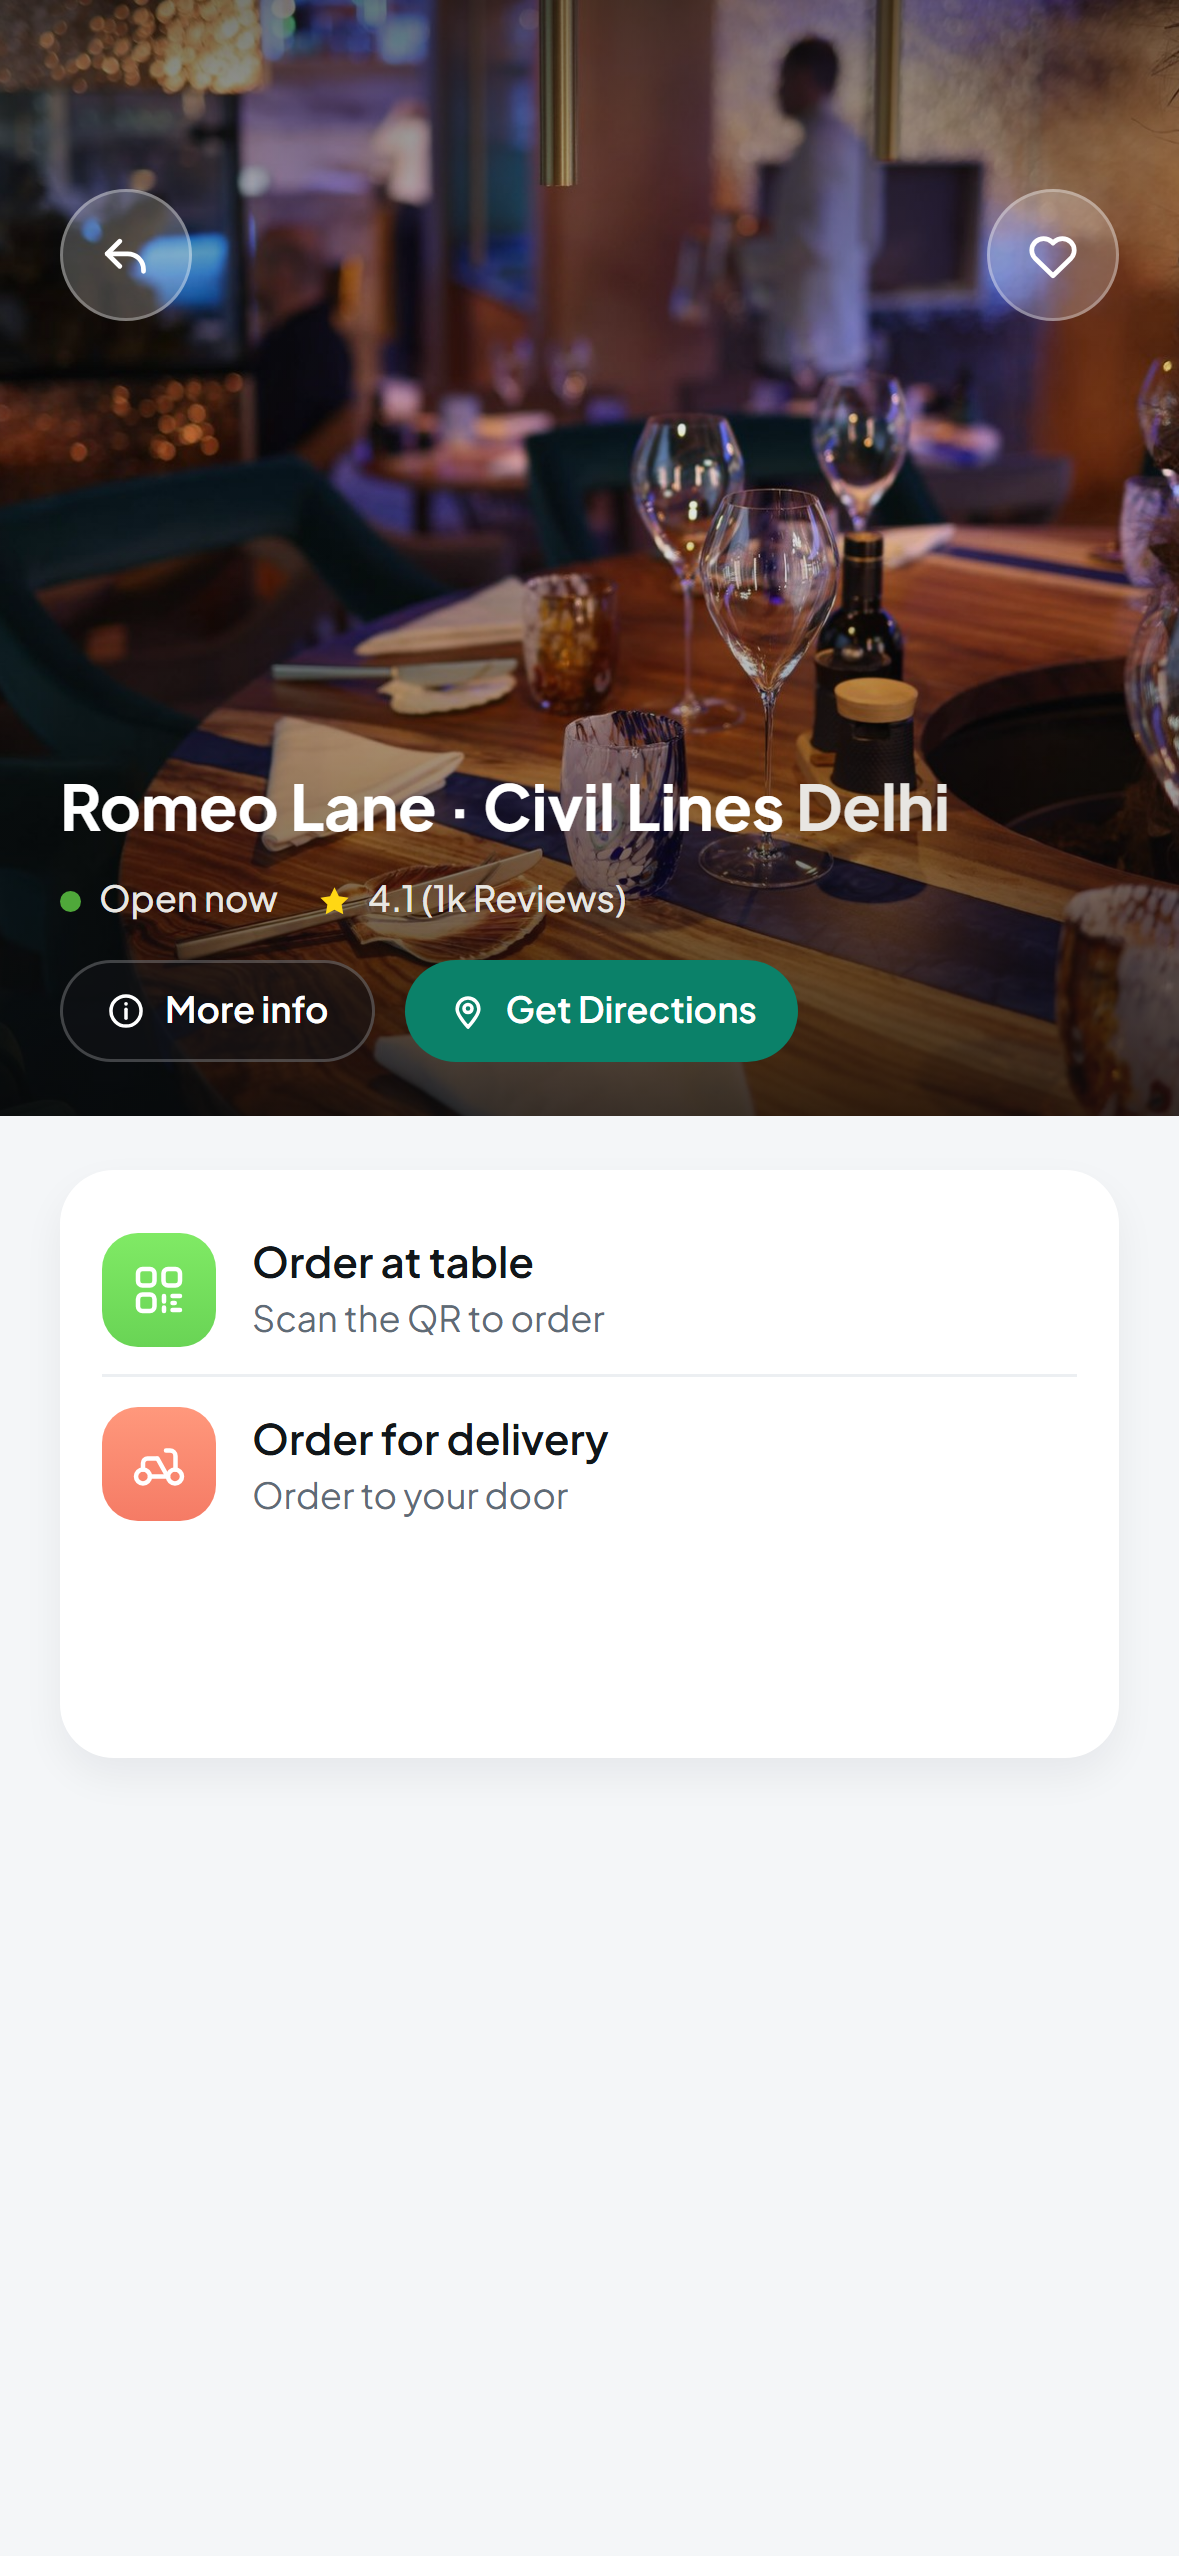 Romeo Lane · Civil Lines Delhi
Open now 4.1 (1k Reviews)
More info Get Directions
Order at table
Scan the QR to order
Order for delivery
Order to your door